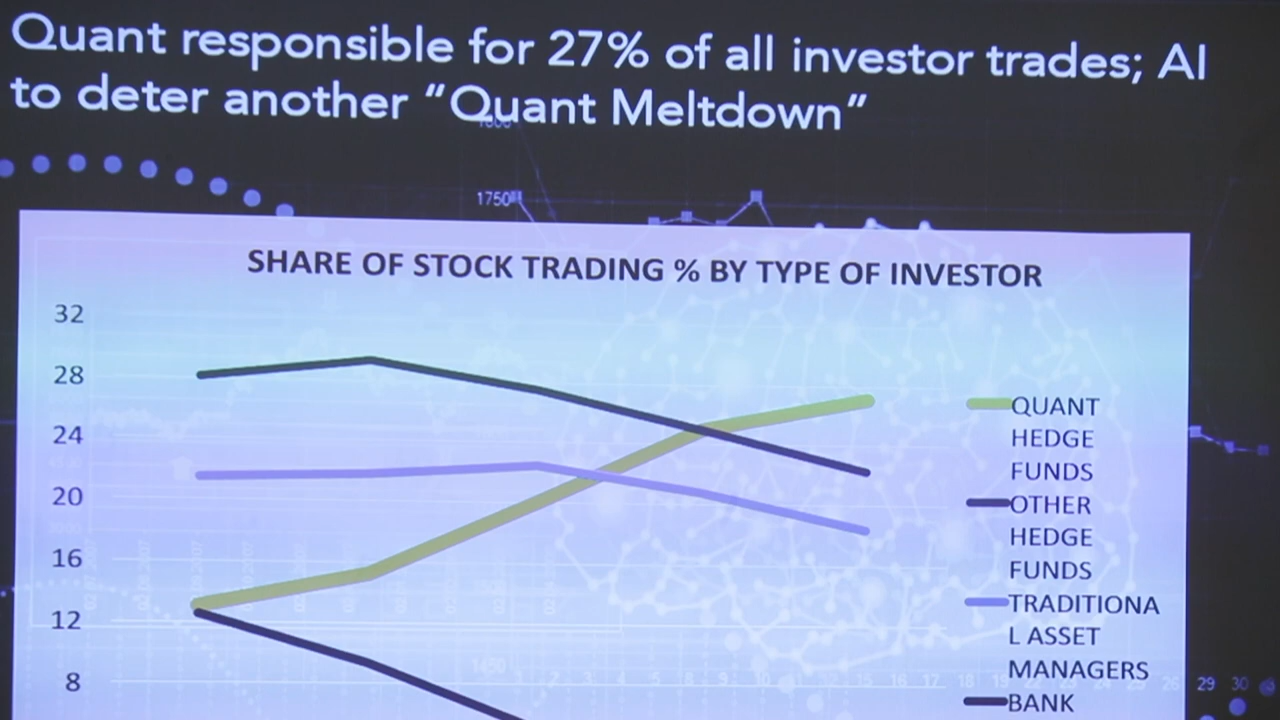 Quant responsible for 27% of all investor trades; AI
to deter another “Quant Meltdown”
1750
SHARE OF STOCK TRADING % BY TYPE OF INVESTOR
32
28
24
20
16
12
8
QUANT
HEDGE
FUNDS
OTHER
HEDGE
FUNDS
TRADITIONA
L ASSET
MANAGERS
BANK
29 30